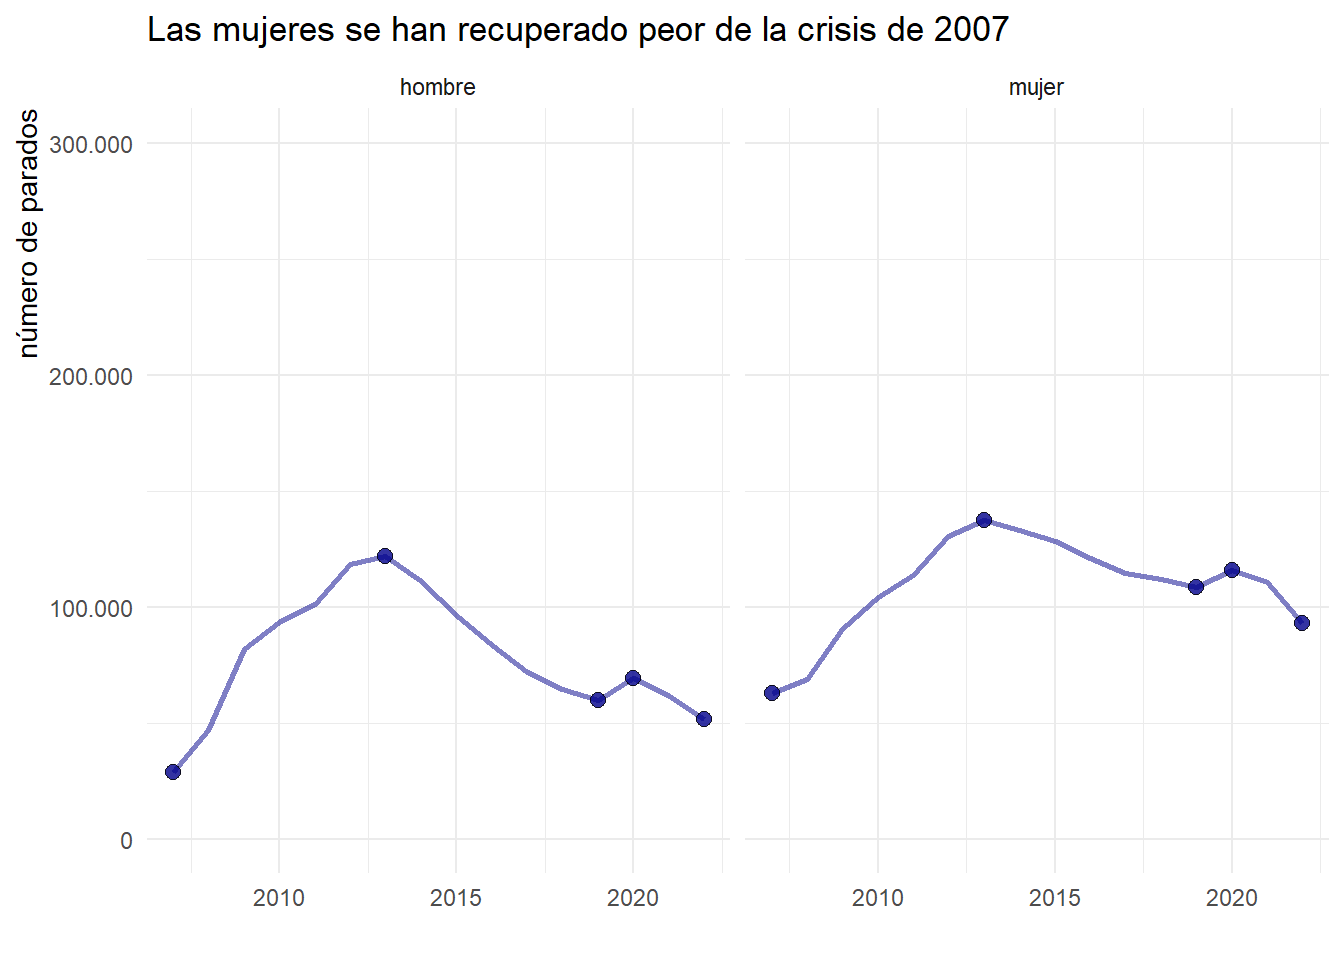 Las mujeres se han recuperado peor de la crisis de 2007
hombre
mujer
número de parados
300.000
200.000
100.000
0
2010
2015
2020
2010
2015
2020